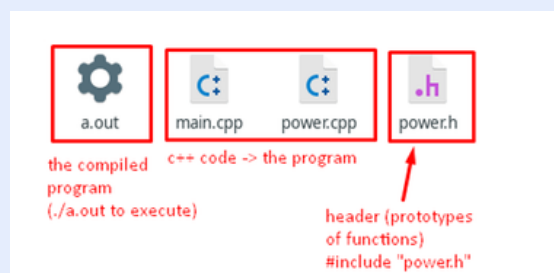 C++
C++
.h
a.out
main.cpp
power.cpp
power.h
the compiled
program
(./a.out to execute)
c++ code -> the program
header (prototypes
of functions)
#include "power.h"